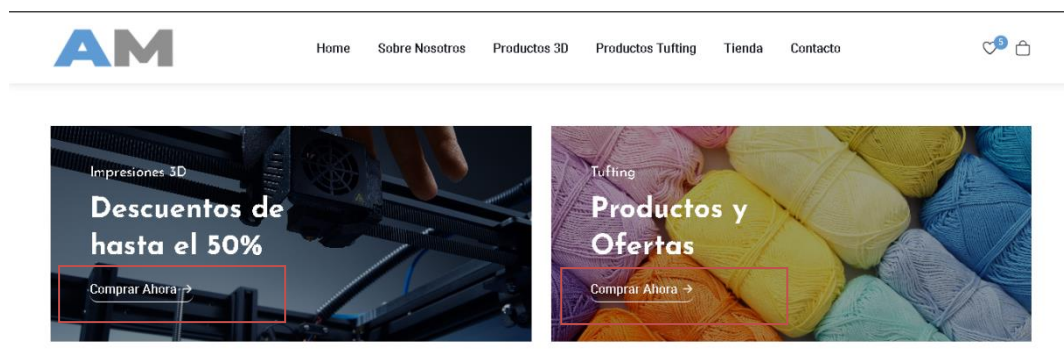 AM
Home Sobre Nosotros Productos 3D Productos Tufting Tienda Contacto 5
Impresiones 3D
Descuentos de
hasta el 50%
Comprar Ahora →
Tufting
Productos y
Ofertas
Comprar Ahora →